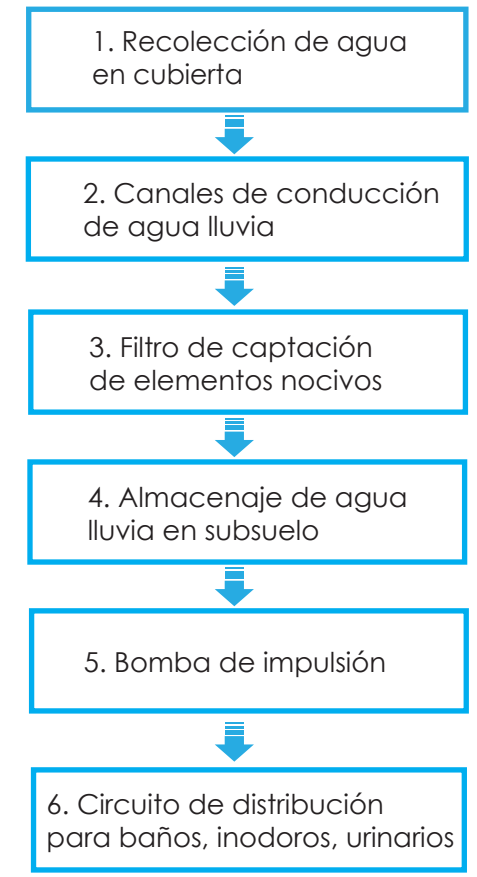 1. Recolección de agua
en cubierta
2. Canales de conducción
de agua lluvia
3. Filtro de captación
de elementos nocivos
4. Almacenaje de agua
lluvia en subsuelo
5. Bomba de impulsión
6. Circuito de distribución
para baños, inodoros, urinarios